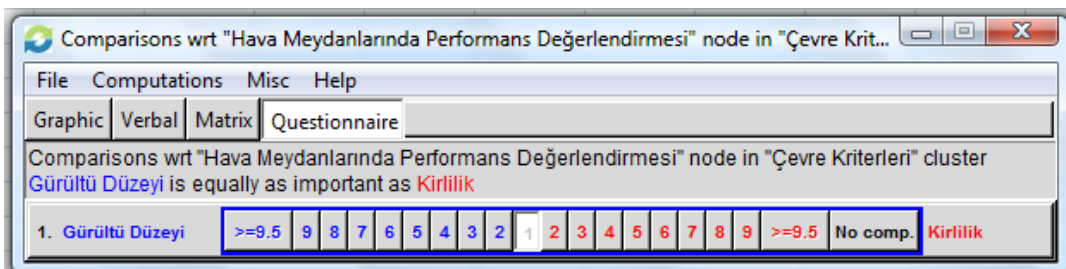 Comparisons wrt "Hava Meydanlarında Performans Değerlendirmesi" node in "Çevre Krit...
File Computations Misc Help
Graphic Verbal Matrix Questionnaire
Comparisons wrt "Hava Meydanlarında Performans Değerlendirmesi" node in "Çevre Kriterleri" cluster
Gürültü Düzeyi is equally as important as Kirlilik
1. Gürültü Düzeyi >=9.5 9 8 7 6 5 4 3 2 1 2 3 4 5 6 7 8 9 >=9.5 No comp. Kirlilik